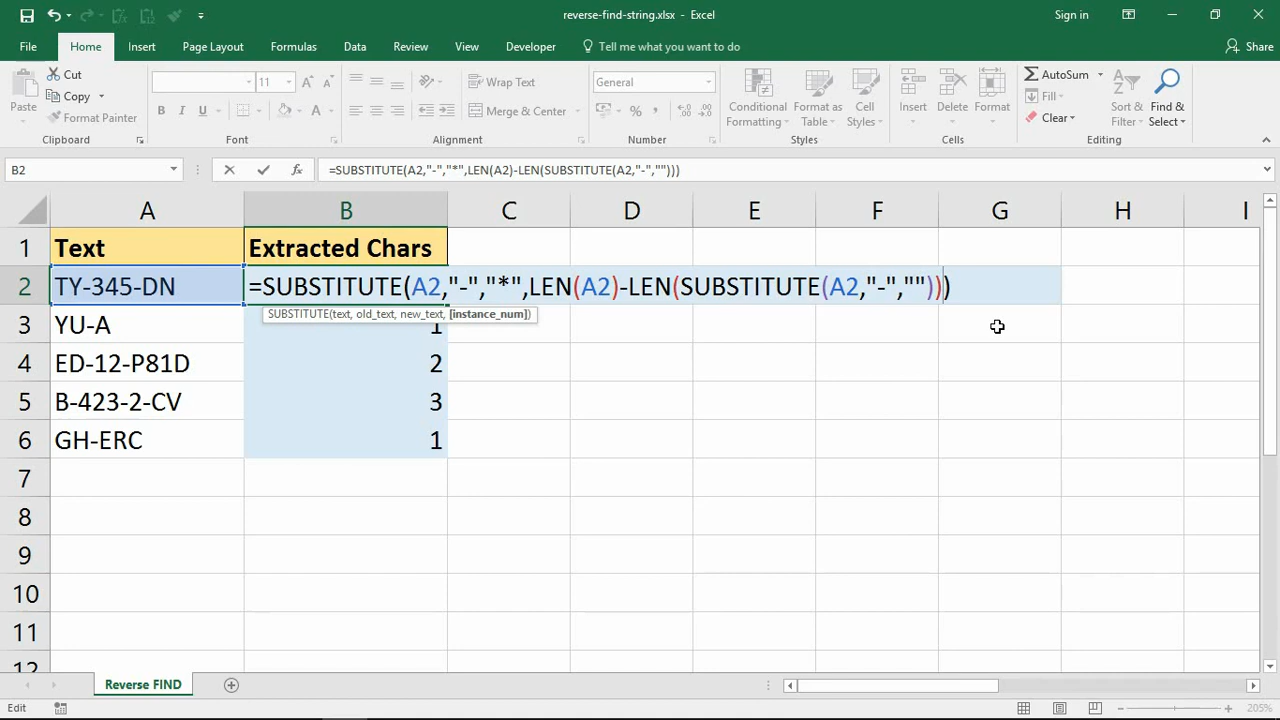 reverse-find-string.xlsx - Excel
Sign in
File Home Insert Page Layout Formulas Data Review View Developer Tell me what you want to do Share
Paste
Cut
Copy
Format Painter
Clipboard
11
B I U A
Font
Wrap Text
Merge & Center
Alignment
General
%
Number
Conditional Formatting
Format as Table
Cell Styles
Styles
Insert Delete Format
Cells
AutoSum
Fill
Clear
Sort & Filter
Find & Select
Editing
B2 fx =SUBSTITUTE(A2,"-","*",LEN(A2)-LEN(SUBSTITUTE(A2,"-","")))
A B C D E F G H I
1 Text Extracted Chars
2 TY-345-DN =SUBSTITUTE(A2,"-","*",LEN(A2)-LEN(SUBSTITUTE(A2,"-","")))
SUBSTITUTE(text, old_text, new_text, [instance_num])
3 YU-A 1
4 ED-12-P81D 2
5 B-423-2-CV 3
6 GH-ERC 1
7
8
9
10
11
12
Reverse FIND
Edit
205%